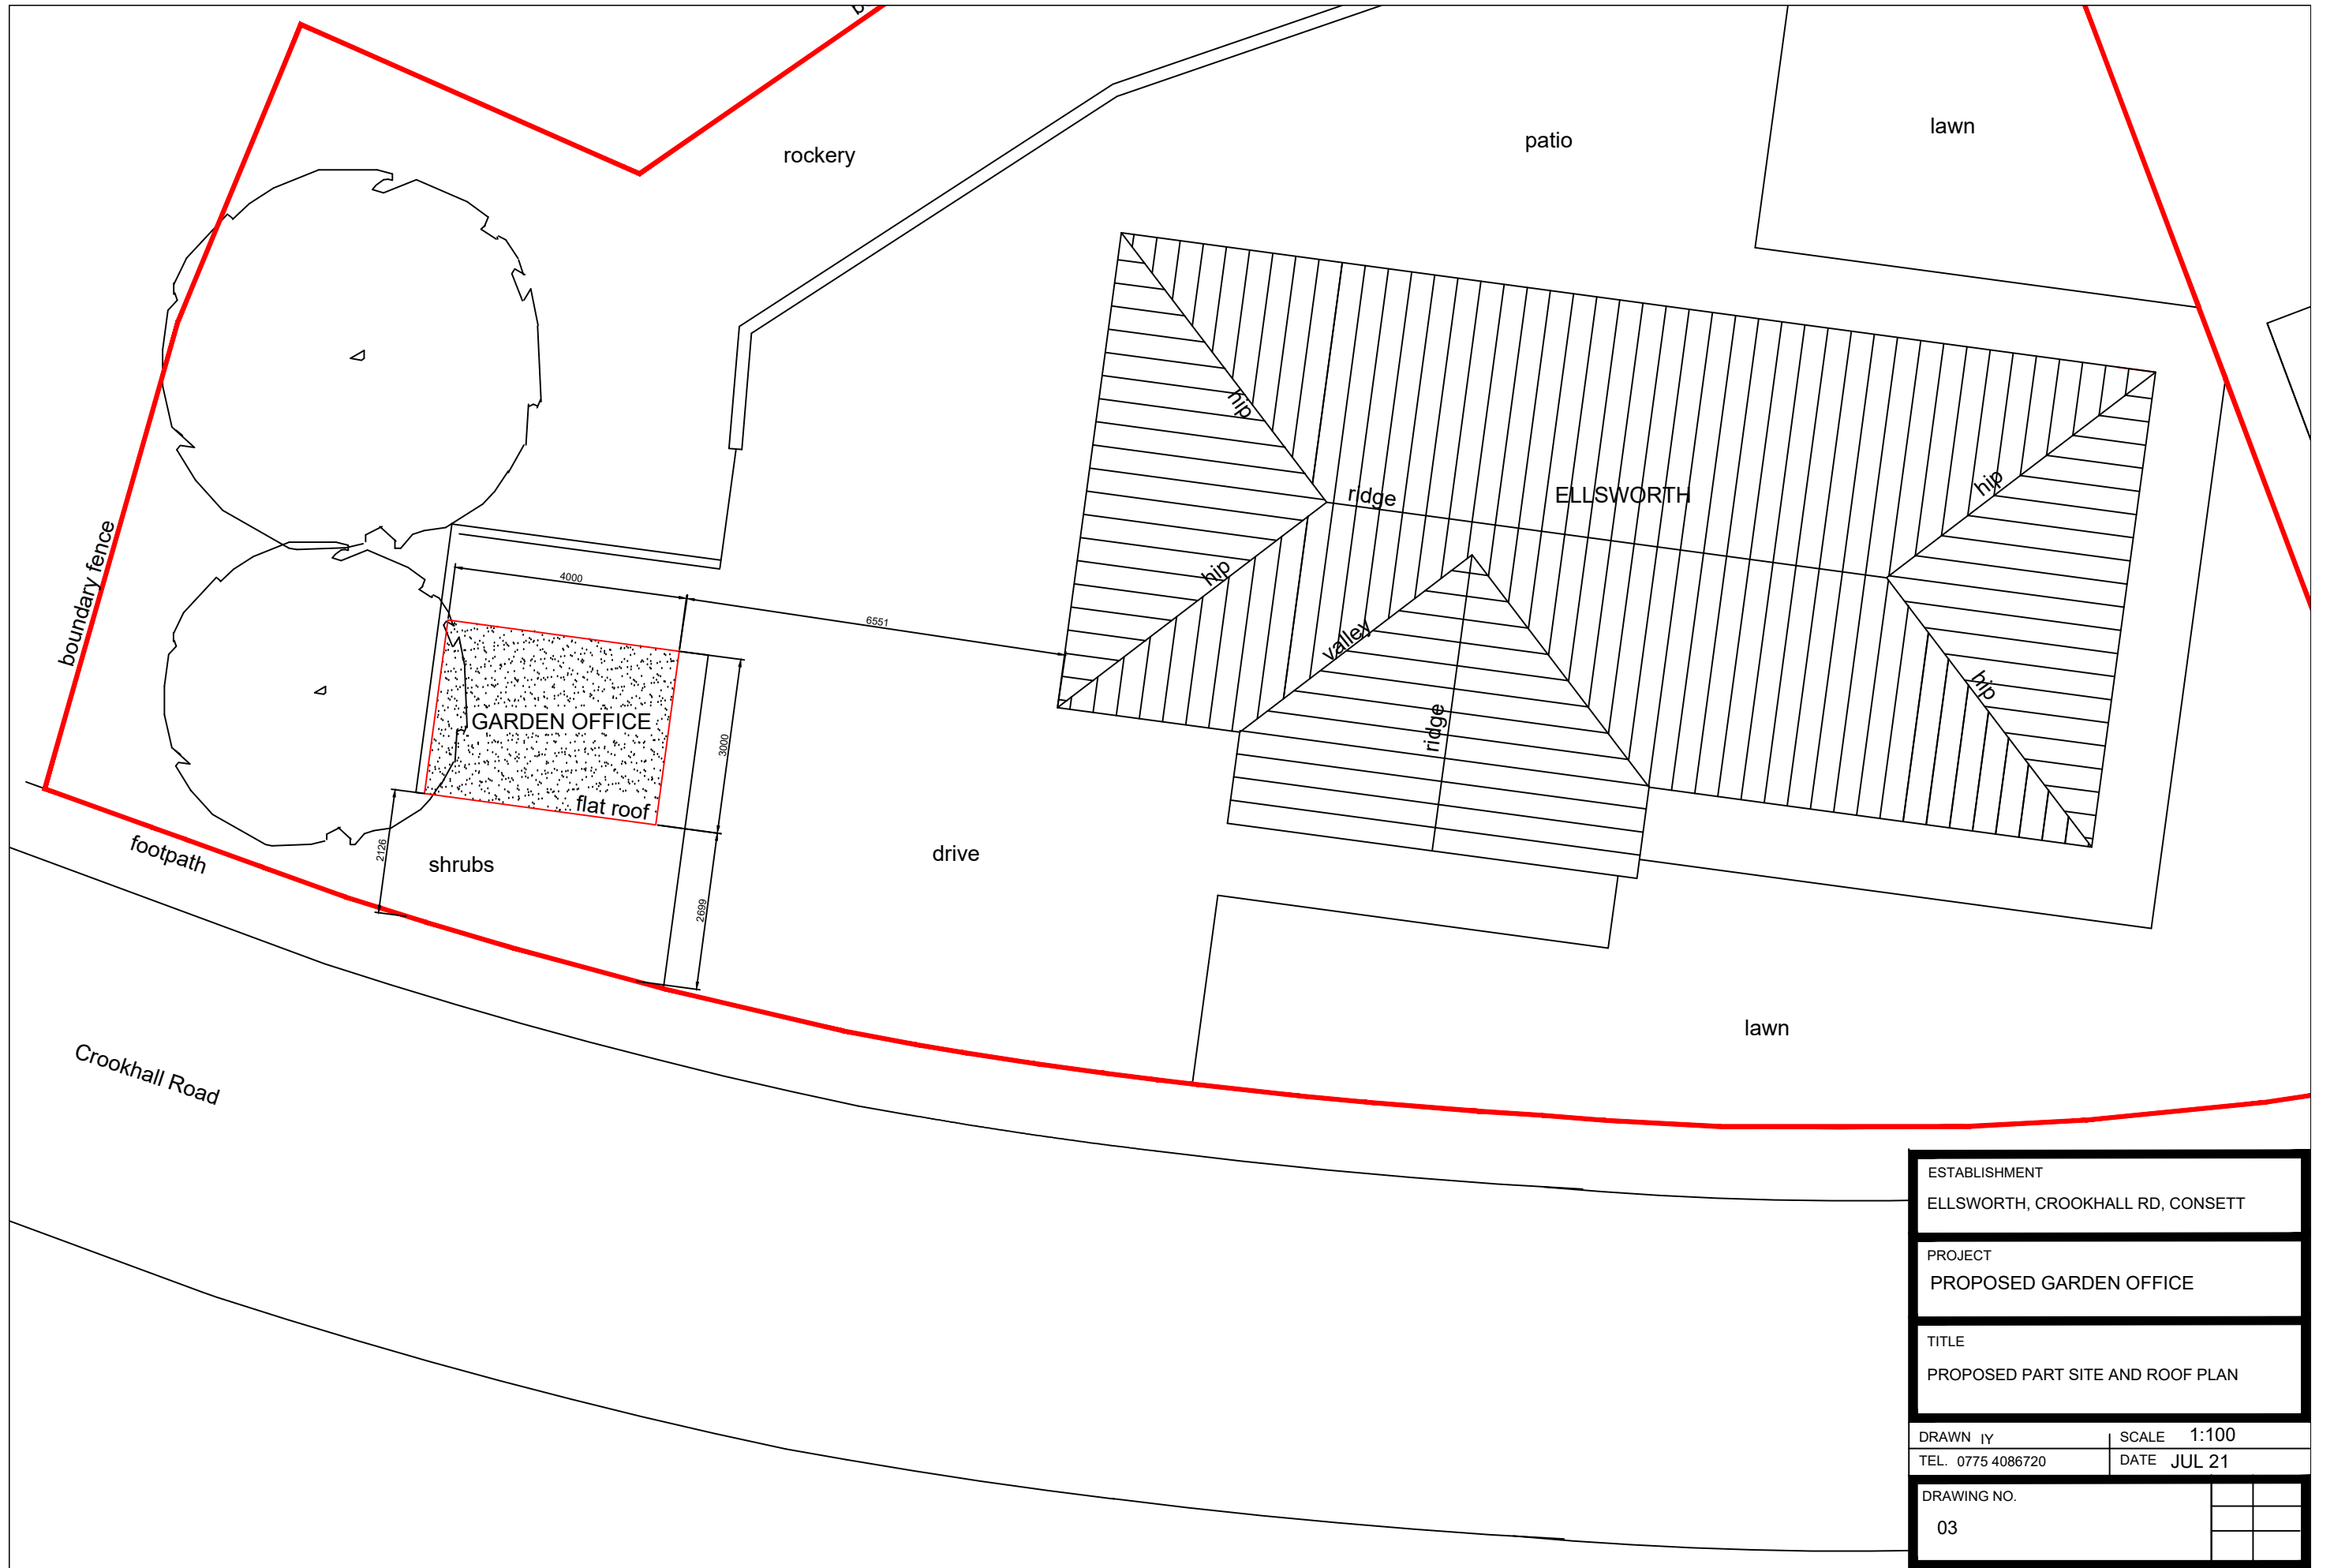 rockery
patio
lawn
boundary fence
hip
ridge
ELLSWORTH
hip
hip
valley
ridge
hip
4000
6551
GARDEN OFFICE
flat roof
3000
2126
2699
footpath
shrubs
drive
lawn
Crookhall Road
ESTABLISHMENT
ELLSWORTH, CROOKHALL RD, CONSETT
PROJECT
PROPOSED GARDEN OFFICE
TITLE
PROPOSED PART SITE AND ROOF PLAN
DRAWN IY
SCALE 1:100
TEL. 0775 4086720
DATE JUL 21
DRAWING NO.
03